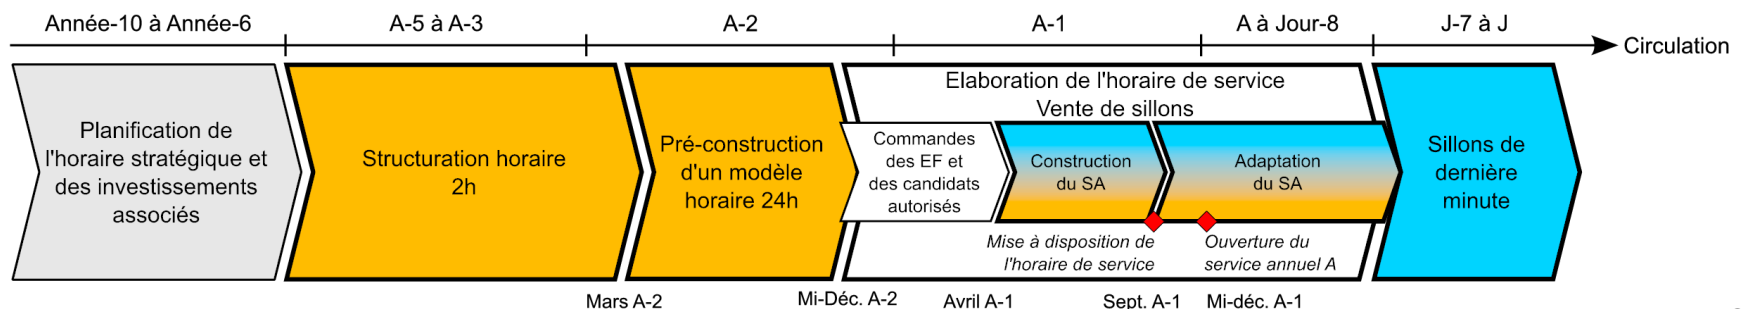 Année-10 à Année-6
A-5 à A-3
A-2
A-1
A à Jour-8
J-7 à J
Circulation
Planification de
l'horaire stratégique et
des investissements
associés
Structuration horaire
2h
Pré-construction
d'un modèle
horaire 24h
Elaboration de l'horaire de service
Vente de sillons
Commandes
des EF et
des candidats
autorisés
Construction
du SA
Adaptation
du SA
Mise à disposition de
l'horaire de service
Ouverture du
service annuel A
Sillons de
dernière
minute
Mars A-2
Mi-Déc. A-2
Avril A-1
Sept. A-1
Mi-déc. A-1